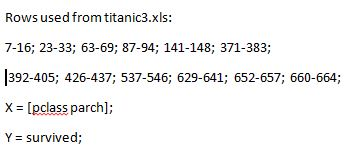 Rows used from titanic3.xls:
7-16; 23-33; 63-69; 87-94; 141-148; 371-383;
392-405; 426-437; 537-546; 629-641; 652-657; 660-664;
X = [pclass parch];
Y = survived;